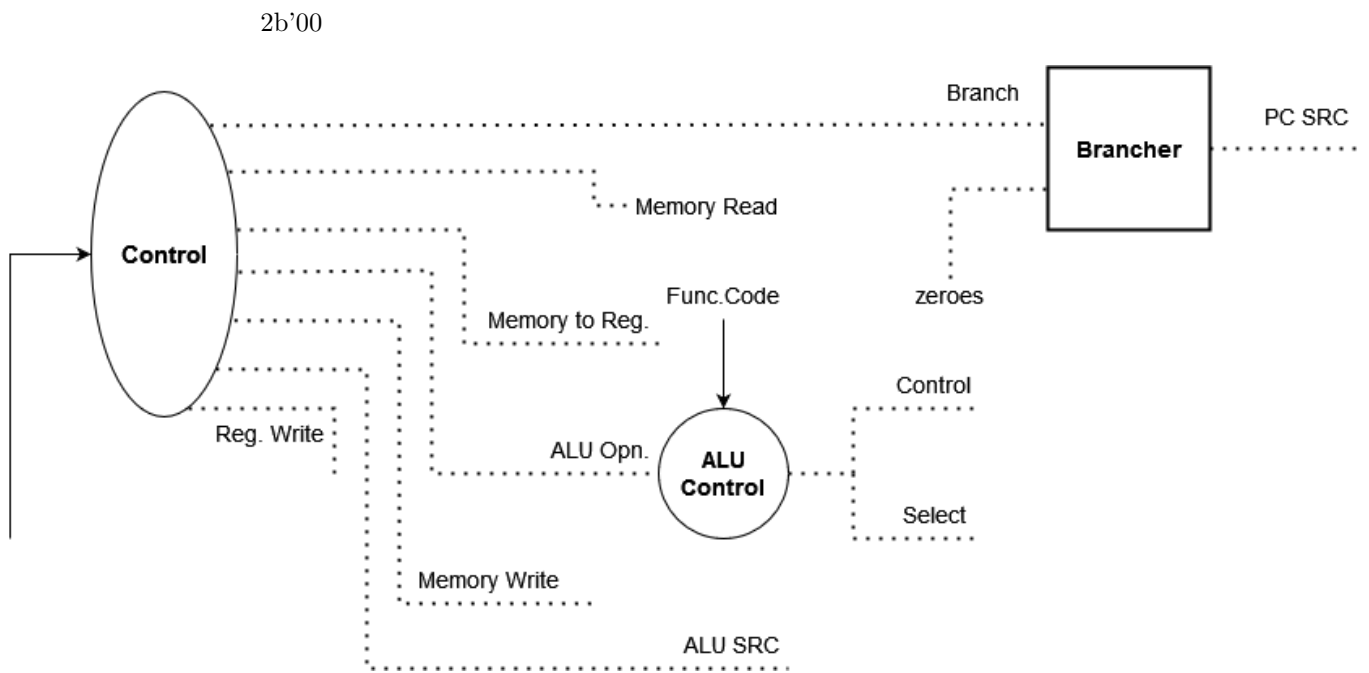 2b’00
Branch
PC SRC
Brancher
Memory Read
Control
Func.Code
zeroes
Memory to Reg.
Control
Reg. Write
ALU Opn.
ALU
Control
Select
Memory Write
ALU SRC